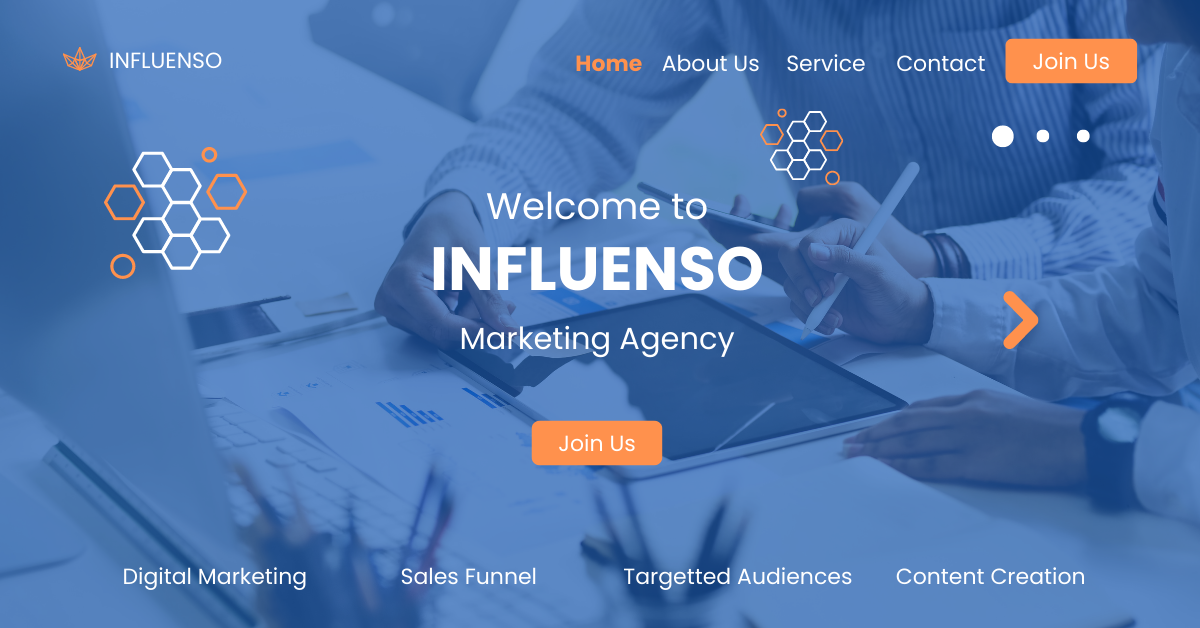 INFLUENSO
Home About Us Service Contact Join Us
Welcome to
INFLUENSO
Marketing Agency
Join Us
Digital Marketing Sales Funnel Targetted Audiences Content Creation